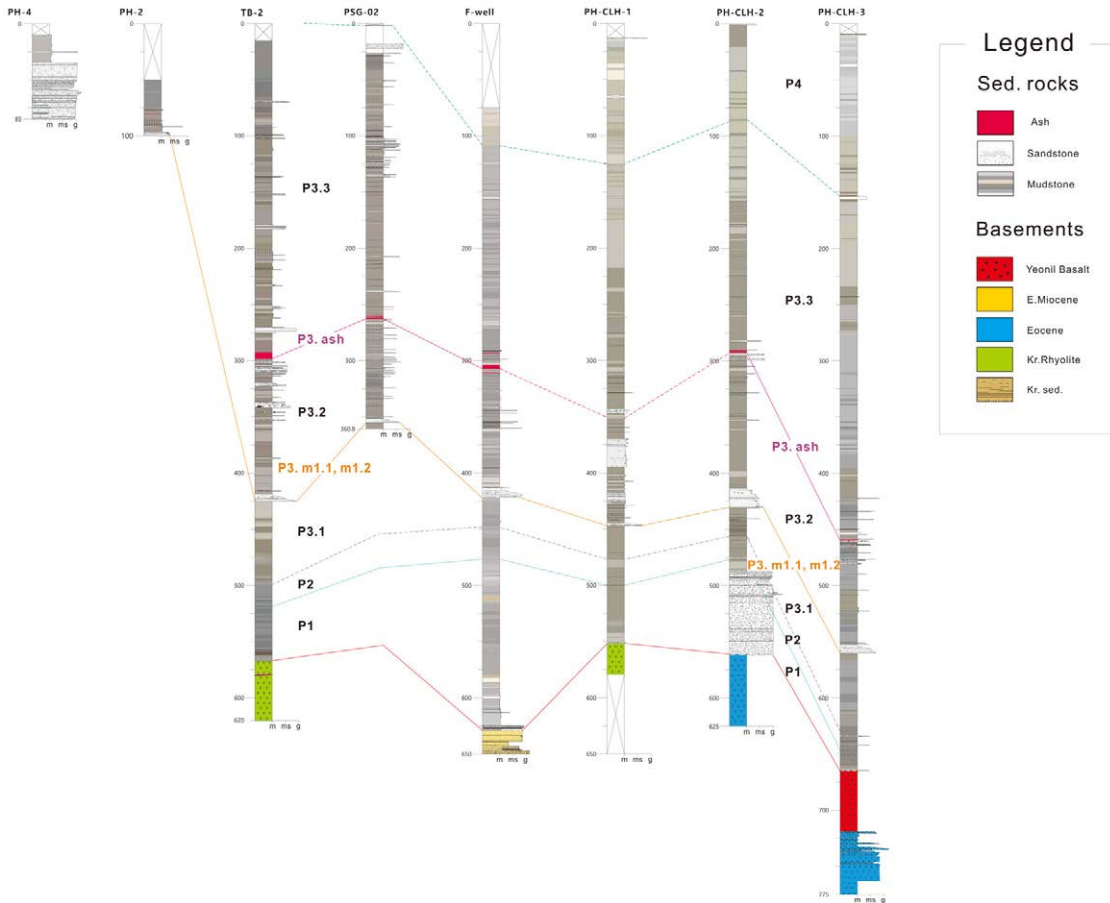 PH-4
PH-2
TB-2
PSG-02
F-well
PH-CLH-1
PH-CLH-2
PH-CLH-3
0
85
m ms g
0
100
m ms g
0
100
200
300
400
500
600
620
m ms g
0
100
200
300
360.8
m ms g
0
100
200
300
400
500
600
650
m ms g
0
100
200
300
400
500
600
650
m ms g
0
100
200
300
400
500
600
625
m ms g
0
100
200
300
400
500
600
700
775
m ms g
P3.3
P3. ash
P3.2
P3. m1.1, m1.2
P3.1
P2
P1
P4
P3.3
P3. ash
P3.2
P3. m1.1, m1.2
P3.1
P2
P1
Legend
Sed. rocks
Ash
Sandstone
Mudstone
Basements
Yeonil Basalt
E.Miocene
Eocene
Kr.Rhyolite
Kr. sed.